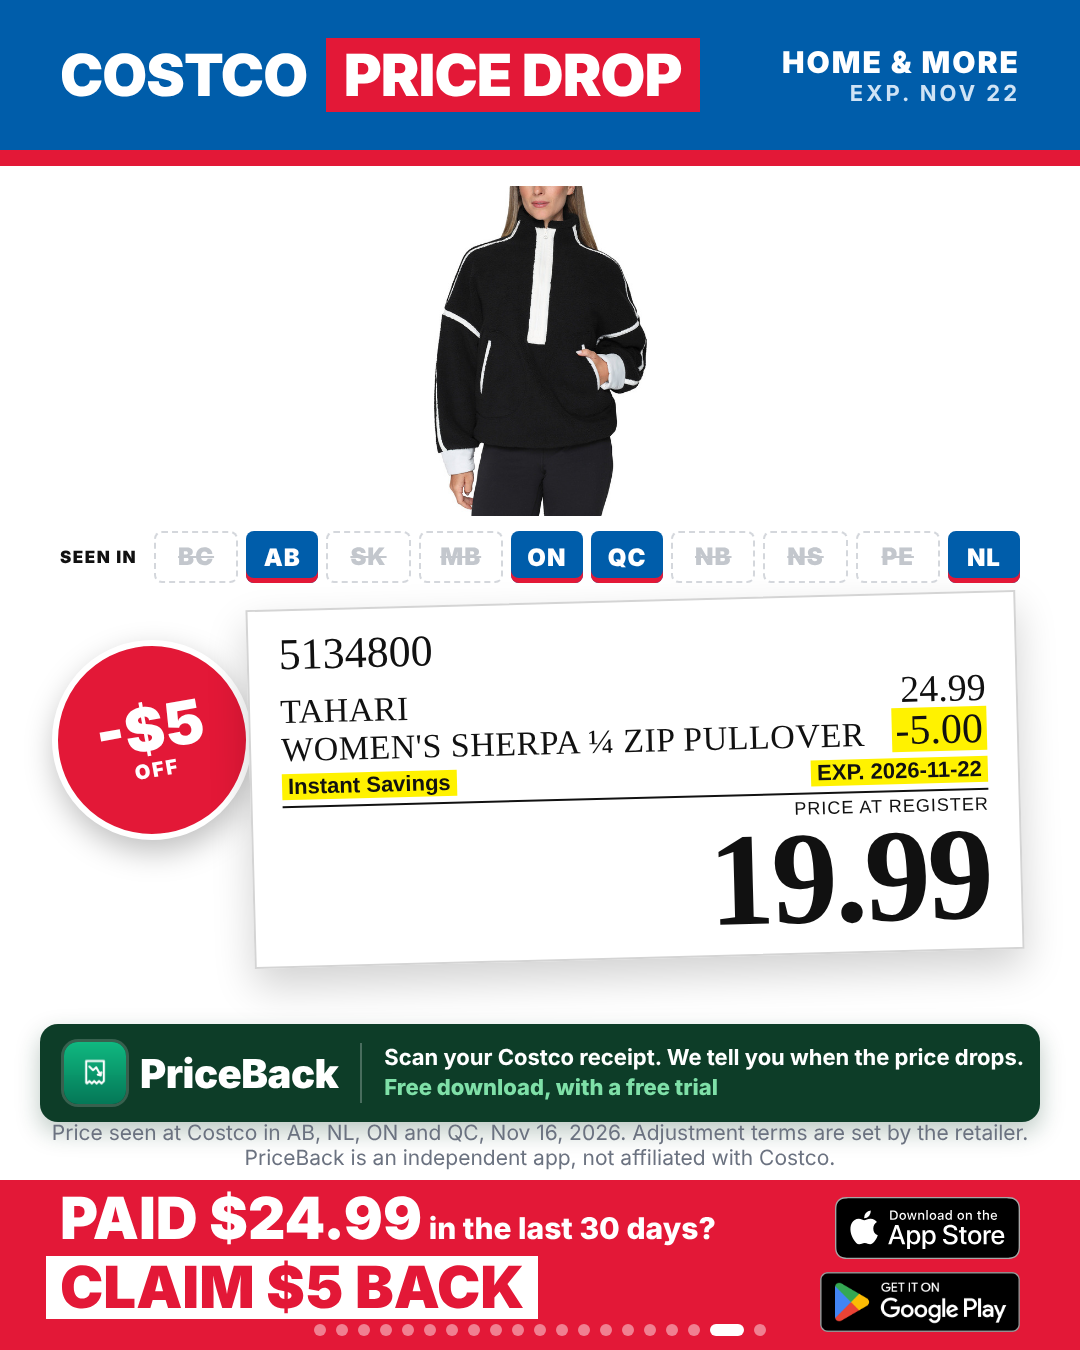 COSTCO PRICE DROP
HOME & MORE
EXP. NOV 22
SEEN IN BC AB SK MB ON QC NB NS PE NL
-$5
OFF
5134800
TAHARI
24.99
WOMEN'S SHERPA ¼ ZIP PULLOVER -5.00
Instant Savings EXP. 2026-11-22
PRICE AT REGISTER
19.99
PriceBack
Scan your Costco receipt. We tell you when the price drops.
Free download, with a free trial
Price seen at Costco in AB, NL, ON and QC, Nov 16, 2026. Adjustment terms are set by the retailer.
PriceBack is an independent app, not affiliated with Costco.
PAID $24.99 in the last 30 days?
CLAIM $5 BACK
Download on the
App Store
GET IT ON
Google Play